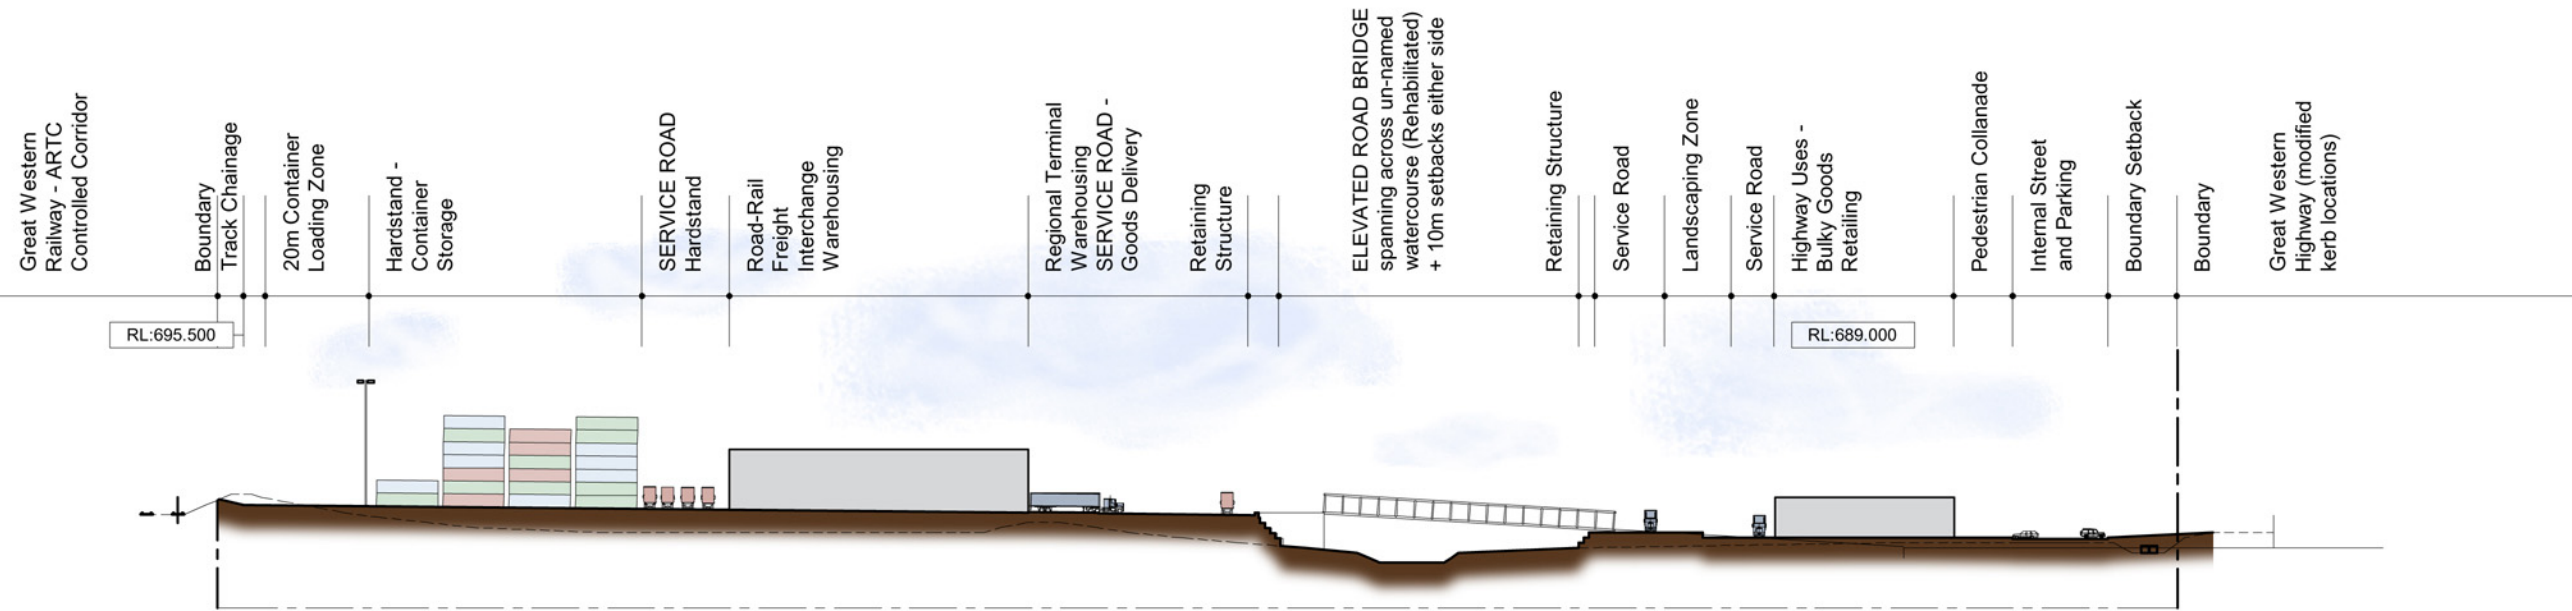 Great Western
Railway - ARTC
Controlled Corridor
Boundary
Track Chainage
20m Container
Loading Zone
Hardstand -
Container
Storage
SERVICE ROAD
Hardstand
Road-Rail
Freight
Interchange
Warehousing
Regional Terminal
Warehousing
SERVICE ROAD -
Goods Delivery
Retaining
Structure
ELEVATED ROAD BRIDGE
spanning across un-named
watercourse (Rehabilitated)
+ 10m setbacks either side
Retaining Structure
Service Road
Landscaping Zone
Service Road
Highway Uses -
Bulky Goods
Retailing
Pedestrian Collanade
Internal Street
and Parking
Boundary Setback
Boundary
Great Western
Highway (modified
kerb locations)
RL:695.500
RL:689.000